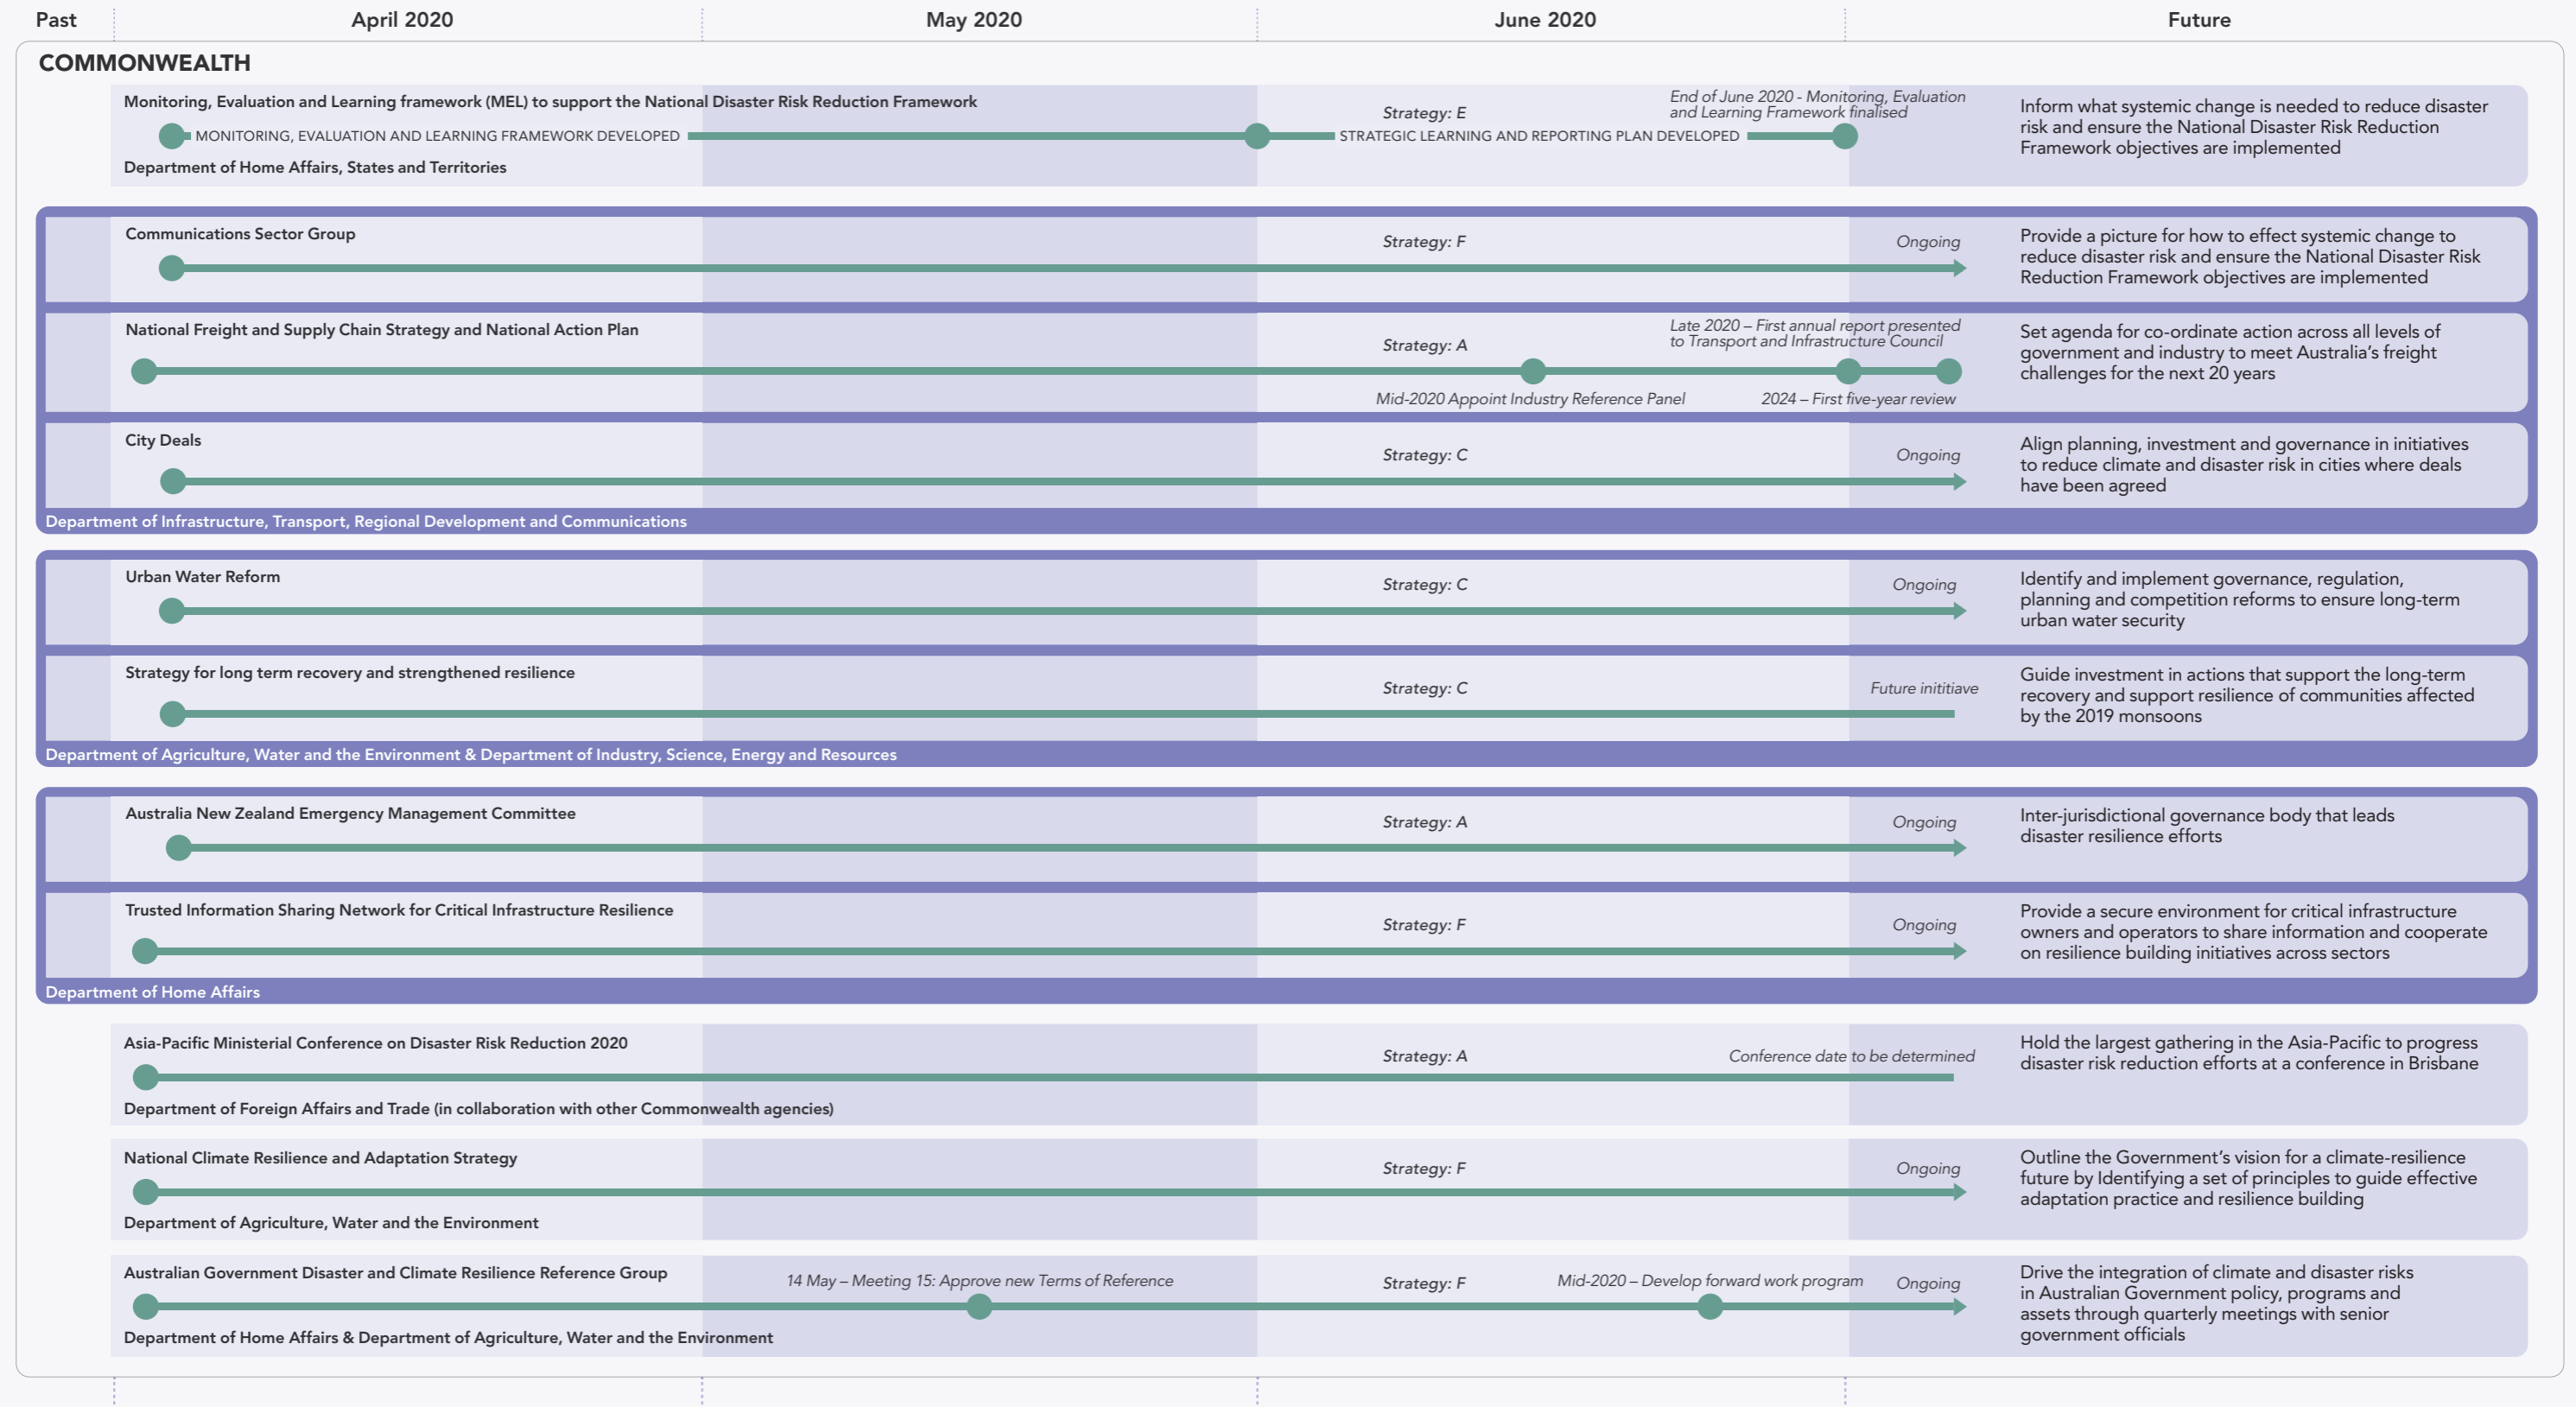 Past
April 2020
May 2020
June 2020
Future
COMMONWEALTH
Monitoring, Evaluation and Learning framework (MEL) to support the National Disaster Risk Reduction Framework
Strategy: E
End of June 2020 - Monitoring, Evaluation
and Learning Framework finalised
MONITORING, EVALUATION AND LEARNING FRAMEWORK DEVELOPED
STRATEGIC LEARNING AND REPORTING PLAN DEVELOPED
Department of Home Affairs, States and Territories
Inform what systemic change is needed to reduce disaster
risk and ensure the National Disaster Risk Reduction
Framework objectives are implemented
Communications Sector Group
Strategy: F
Ongoing
Provide a picture for how to effect systemic change to
reduce disaster risk and ensure the National Disaster Risk
Reduction Framework objectives are implemented
National Freight and Supply Chain Strategy and National Action Plan
Strategy: A
Late 2020 – First annual report presented
to Transport and Infrastructure Council
Mid-2020 Appoint Industry Reference Panel
2024 – First five-year review
Set agenda for co-ordinate action across all levels of
government and industry to meet Australia's freight
challenges for the next 20 years
City Deals
Strategy: C
Ongoing
Align planning, investment and governance in initiatives
to reduce climate and disaster risk in cities where deals
have been agreed
Department of Infrastructure, Transport, Regional Development and Communications
Urban Water Reform
Strategy: C
Ongoing
Identify and implement governance, regulation,
planning and competition reforms to ensure long-term
urban water security
Strategy for long term recovery and strengthened resilience
Strategy: C
Future inititiave
Guide investment in actions that support the long-term
recovery and support resilience of communities affected
by the 2019 monsoons
Department of Agriculture, Water and the Environment & Department of Industry, Science, Energy and Resources
Australia New Zealand Emergency Management Committee
Strategy: A
Ongoing
Inter-jurisdictional governance body that leads
disaster resilience efforts
Trusted Information Sharing Network for Critical Infrastructure Resilience
Strategy: F
Ongoing
Provide a secure environment for critical infrastructure
owners and operators to share information and cooperate
on resilience building initiatives across sectors
Department of Home Affairs
Asia-Pacific Ministerial Conference on Disaster Risk Reduction 2020
Strategy: A
Conference date to be determined
Department of Foreign Affairs and Trade (in collaboration with other Commonwealth agencies)
Hold the largest gathering in the Asia-Pacific to progress
disaster risk reduction efforts at a conference in Brisbane
National Climate Resilience and Adaptation Strategy
Strategy: F
Ongoing
Department of Agriculture, Water and the Environment
Outline the Government's vision for a climate-resilience
future by Identifying a set of principles to guide effective
adaptation practice and resilience building
Australian Government Disaster and Climate Resilience Reference Group
14 May – Meeting 15: Approve new Terms of Reference
Strategy: F
Mid-2020 – Develop forward work program
Ongoing
Department of Home Affairs & Department of Agriculture, Water and the Environment
Drive the integration of climate and disaster risks
in Australian Government policy, programs and
assets through quarterly meetings with senior
government officials